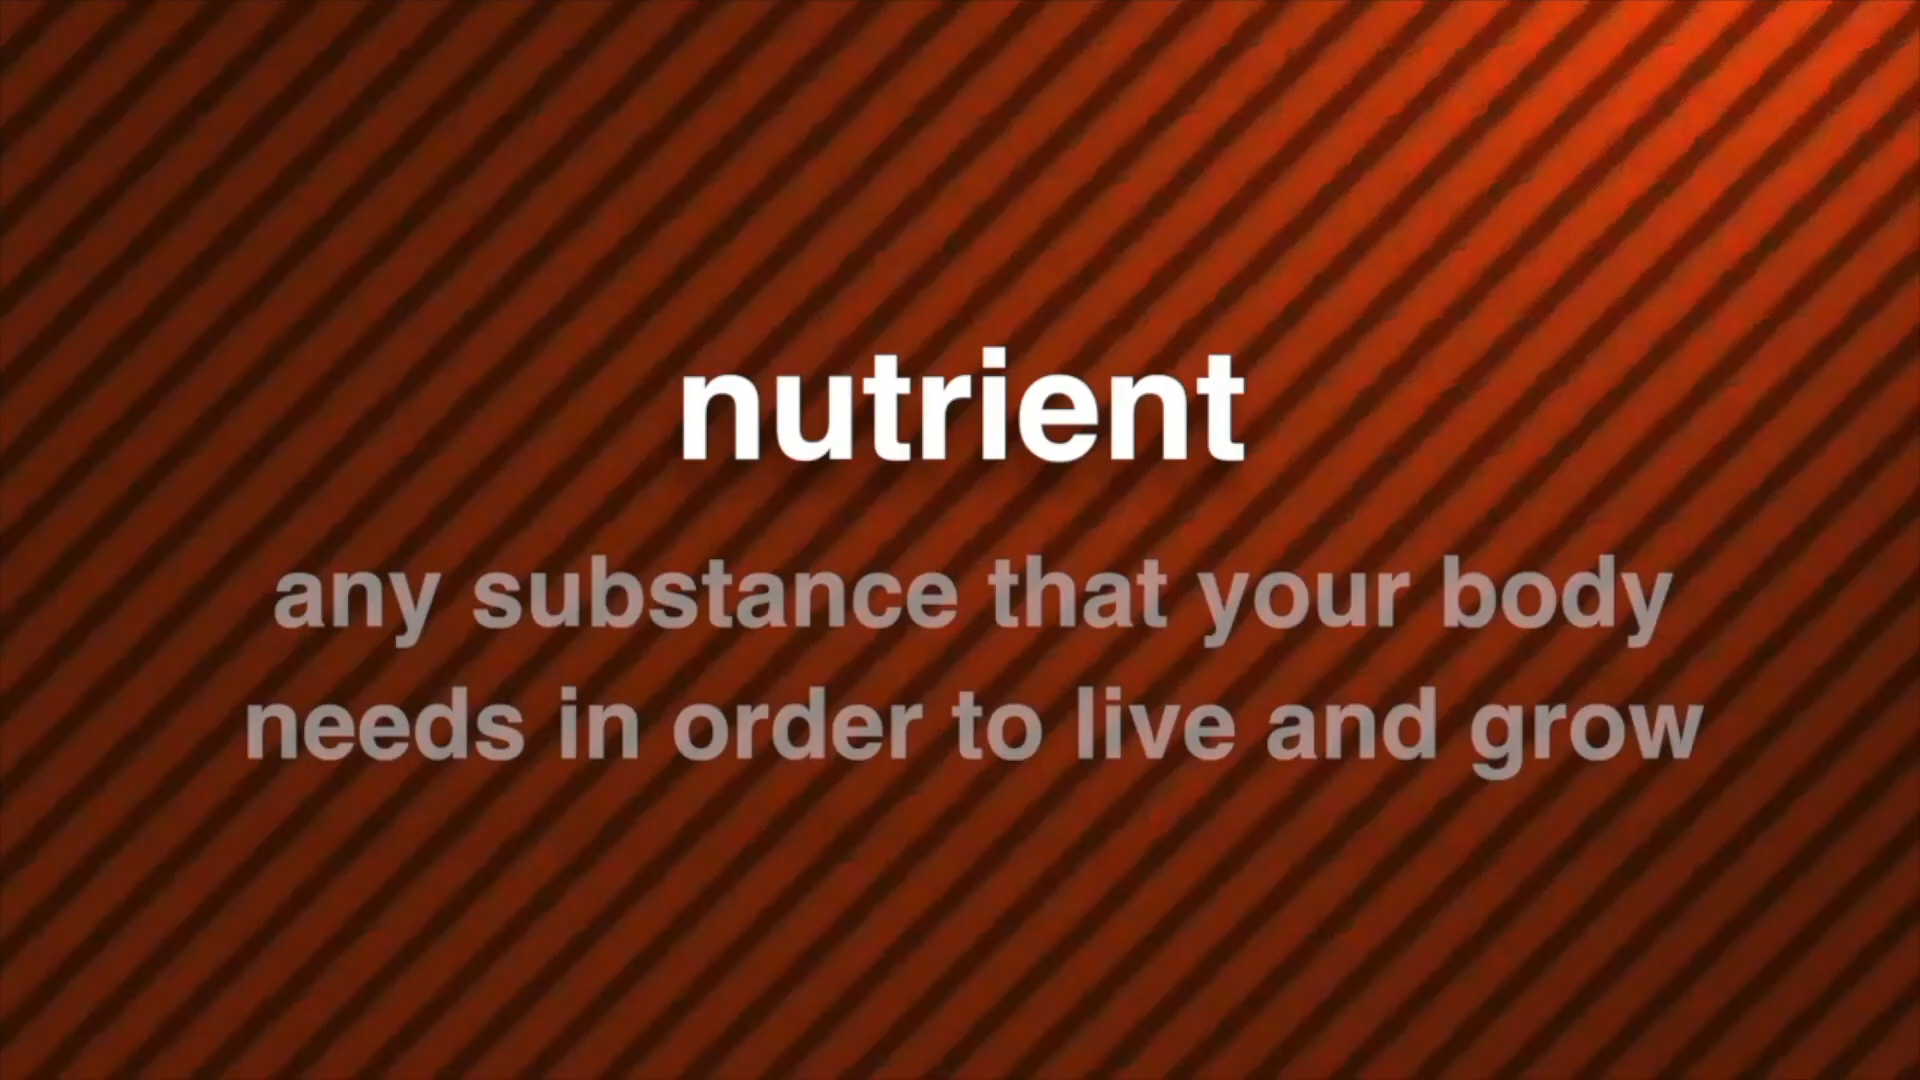 nutrient
any substance that your body
needs in order to live and grow